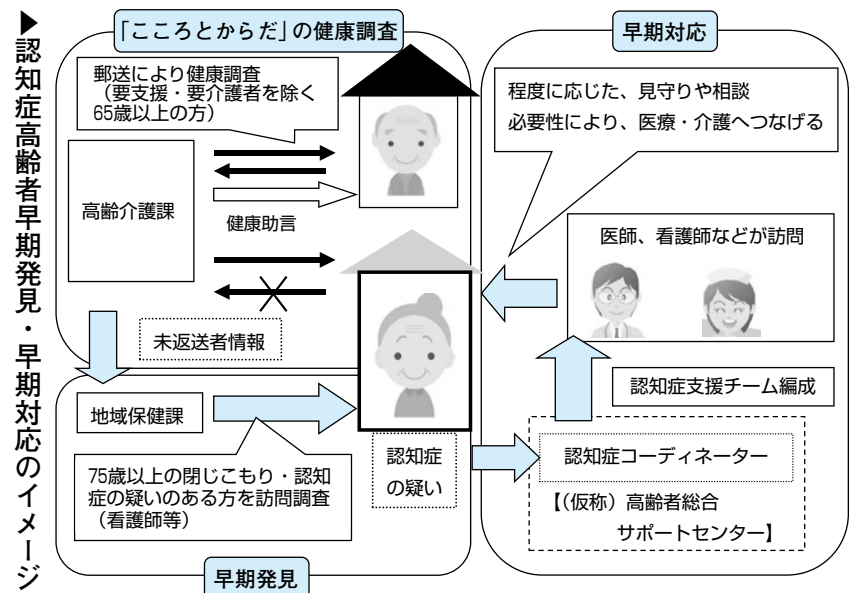 ▶認知症高齢者早期発見・早期対応のイメージ
「こころとからだ」の健康調査
郵送により健康調査
（要支援・要介護者を除く
65歳以上の方）
高齢介護課
健康助言
未返送者情報
地域保健課
75歳以上の閉じこもり・認知
症の疑いのある方を訪問調査
（看護師等）
認知症
の疑い
早期発見
早期対応
程度に応じた、見守りや相談
必要性により、医療・介護へつなげる
医師、看護師などが訪問
認知症支援チーム編成
認知症コーディネーター
【（仮称）高齢者総合
サポートセンター】